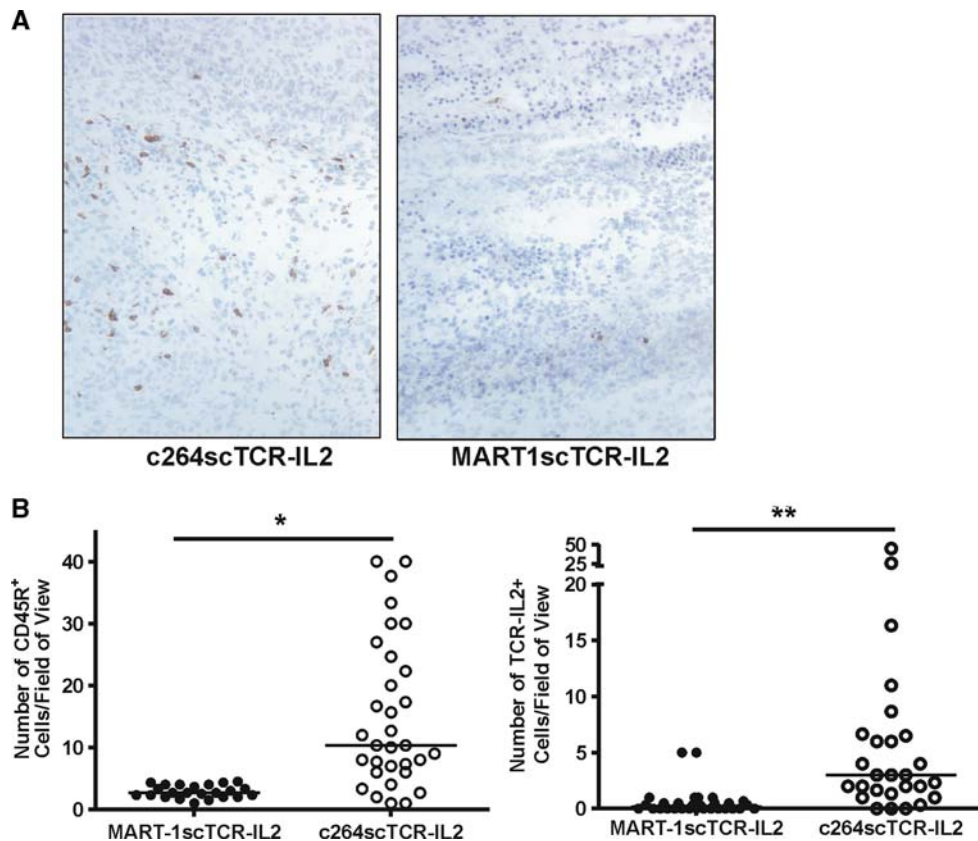 A
c264scTCR-IL2
MART1scTCR-IL2
B
*
Number of CD45R+
Cells/Field of View
40
30
20
10
0
MART-1scTCR-IL2
c264scTCR-IL2
**
Number of TCR-IL2+
Cells/Field of View
50
25
20
15
10
5
0
MART-1scTCR-IL2
c264scTCR-IL2